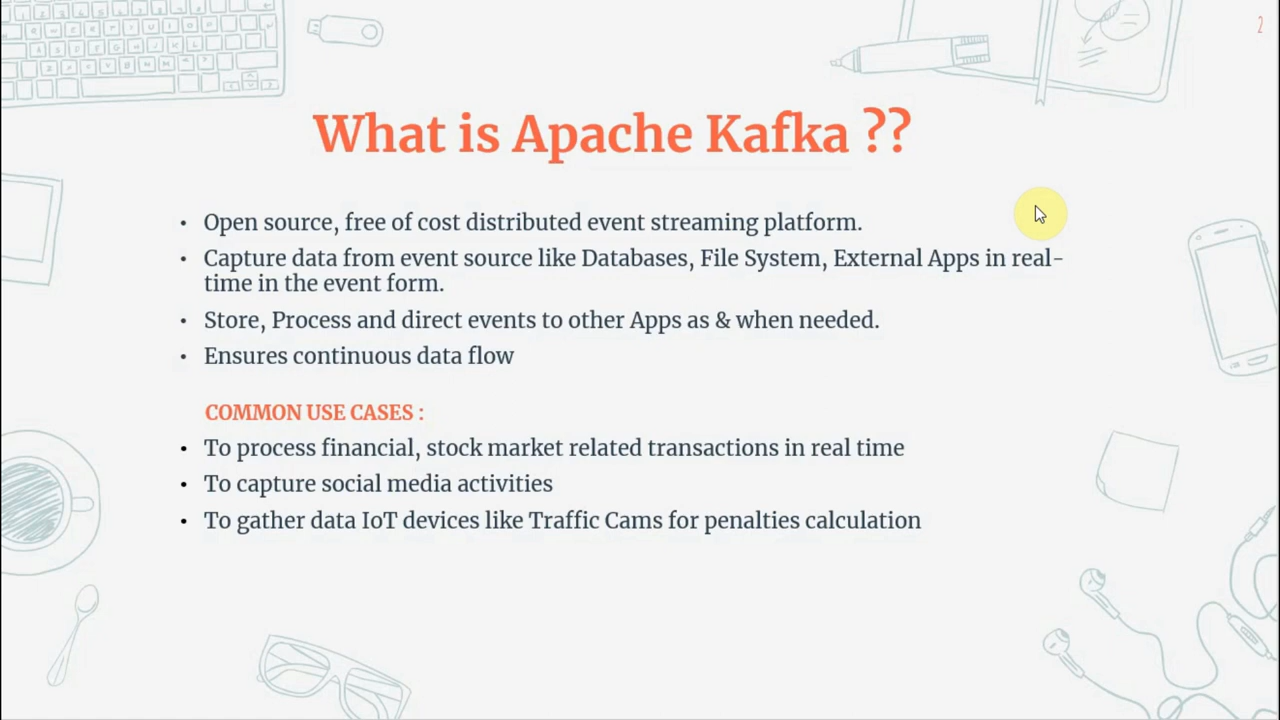 2
What is Apache Kafka ??
• Open source, free of cost distributed event streaming platform.
• Capture data from event source like Databases, File System, External Apps in real-
time in the event form.
• Store, Process and direct events to other Apps as & when needed.
• Ensures continuous data flow
COMMON USE CASES :
• To process financial, stock market related transactions in real time
• To capture social media activities
• To gather data IoT devices like Traffic Cams for penalties calculation